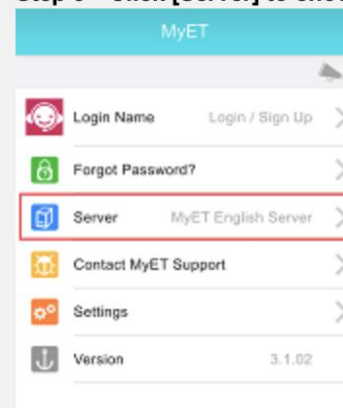 MyET
Login Name Login / Sign Up
Forgot Password?
Server MyET English Server
Contact MyET Support
Settings
Version 3.1.02